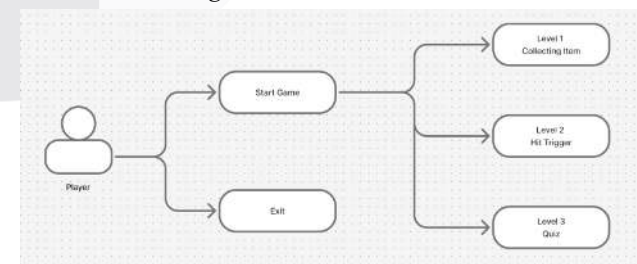 Level 1
Collecting Item
Start Game
Level 2
Hit Trigger
Player
Exit
Level 3
Quiz